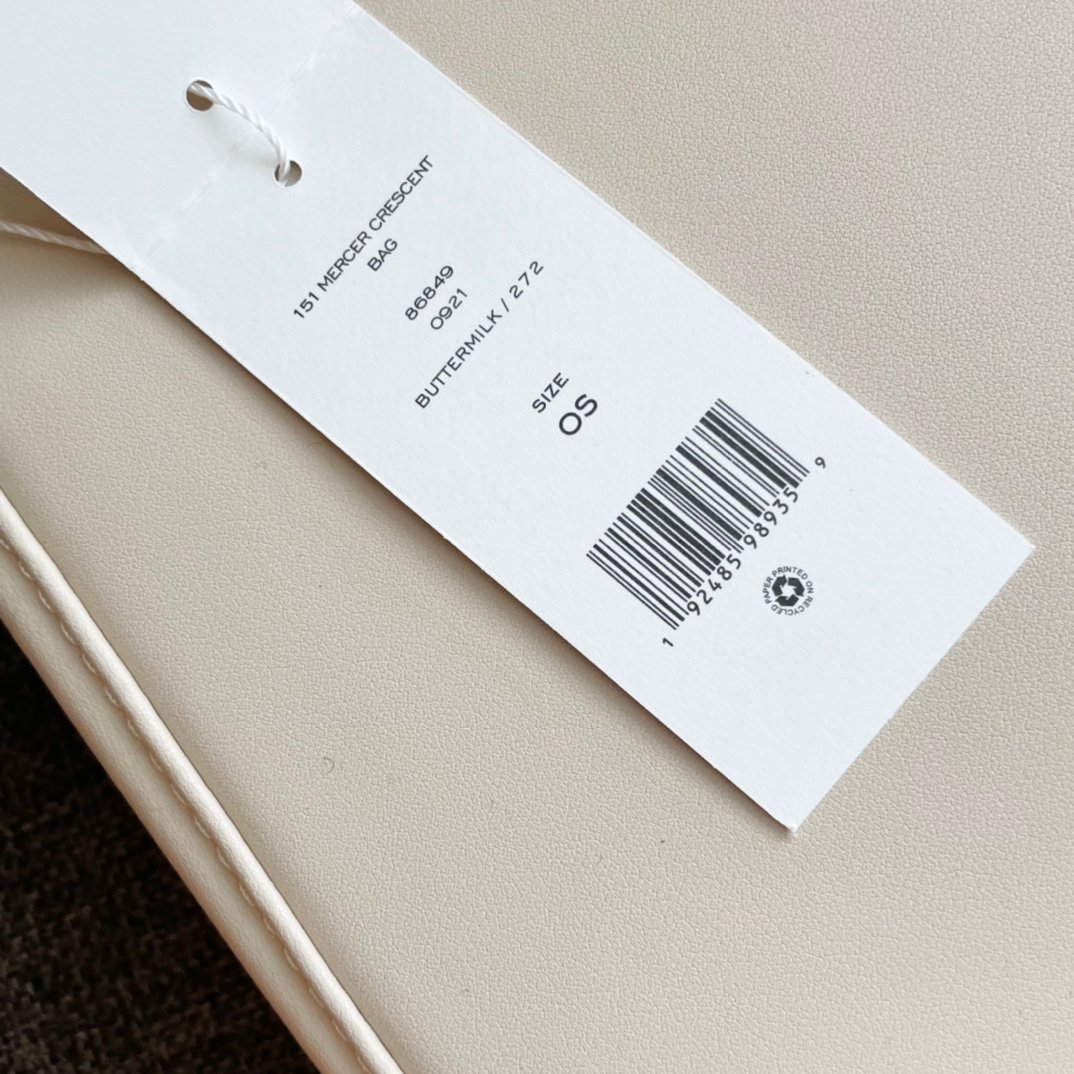 151 MERCER CRESCENT
BAG
86849
0921
BUTTERMILK / 272
SIZE
OS
1 92485 98935 9
PAPER PRINTED ON RECYCLED